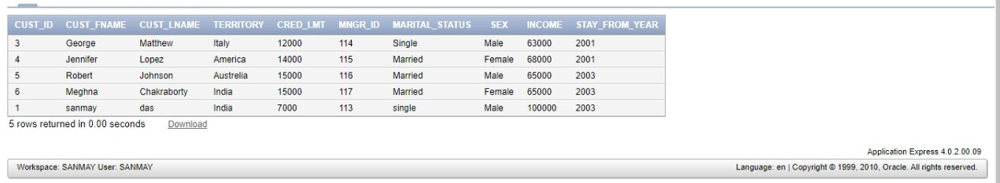 CUST_ID CUST_FNAME CUST_LNAME TERRITORY CRED_LMT MNGR_ID MARITAL_STATUS SEX INCOME STAY_FROM_YEAR
3 George Matthew Italy 12000 114 Single Male 63000 2001
4 Jennifer Lopez America 14000 115 Married Female 68000 2001
5 Robert Johnson Austrelia 15000 116 Married Male 65000 2003
6 Meghna Chakraborty India 15000 117 Married Female 65000 2003
1 sanmay das India 7000 113 single Male 100000 2003
5 rows returned in 0.00 seconds Download
Application Express 4.0.2.00.09
Workspace: SANMAY User: SANMAY Language: en | Copyright © 1999, 2010, Oracle. All rights reserved.